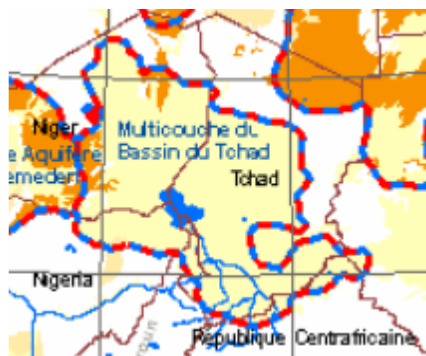 Niger
Multicouche du
Bassin du Tchad
e Aquifère
emeden
Tchad
Nigeria
République Centrafricaine